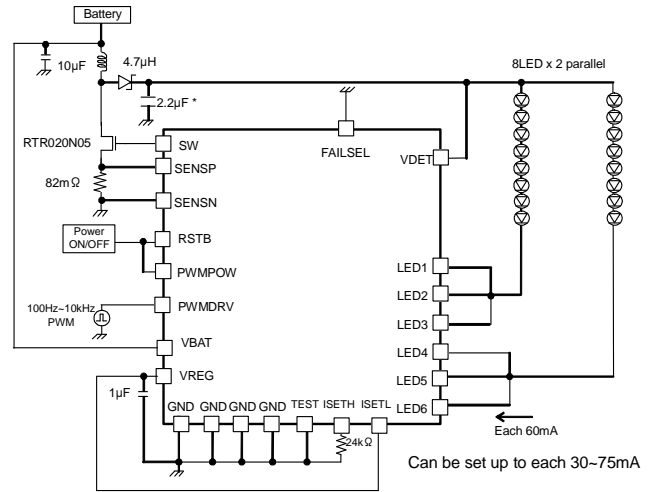 Battery
10μF
4.7μH
2.2μF *
8LED x 2 parallel
RTR020N05
SW
FAILSEL
VDET
SENSP
82mΩ
SENSN
Power
ON/OFF
RSTB
PWMPOW
LED1
LED2
LED3
100Hz~10kHz
PWM
PWMDRV
VBAT
LED4
LED5
LED6
VREG
1μF
GND
GND
GND
GND
TEST
ISETH
ISETL
24kΩ
Each 60mA
Can be set up to each 30~75mA